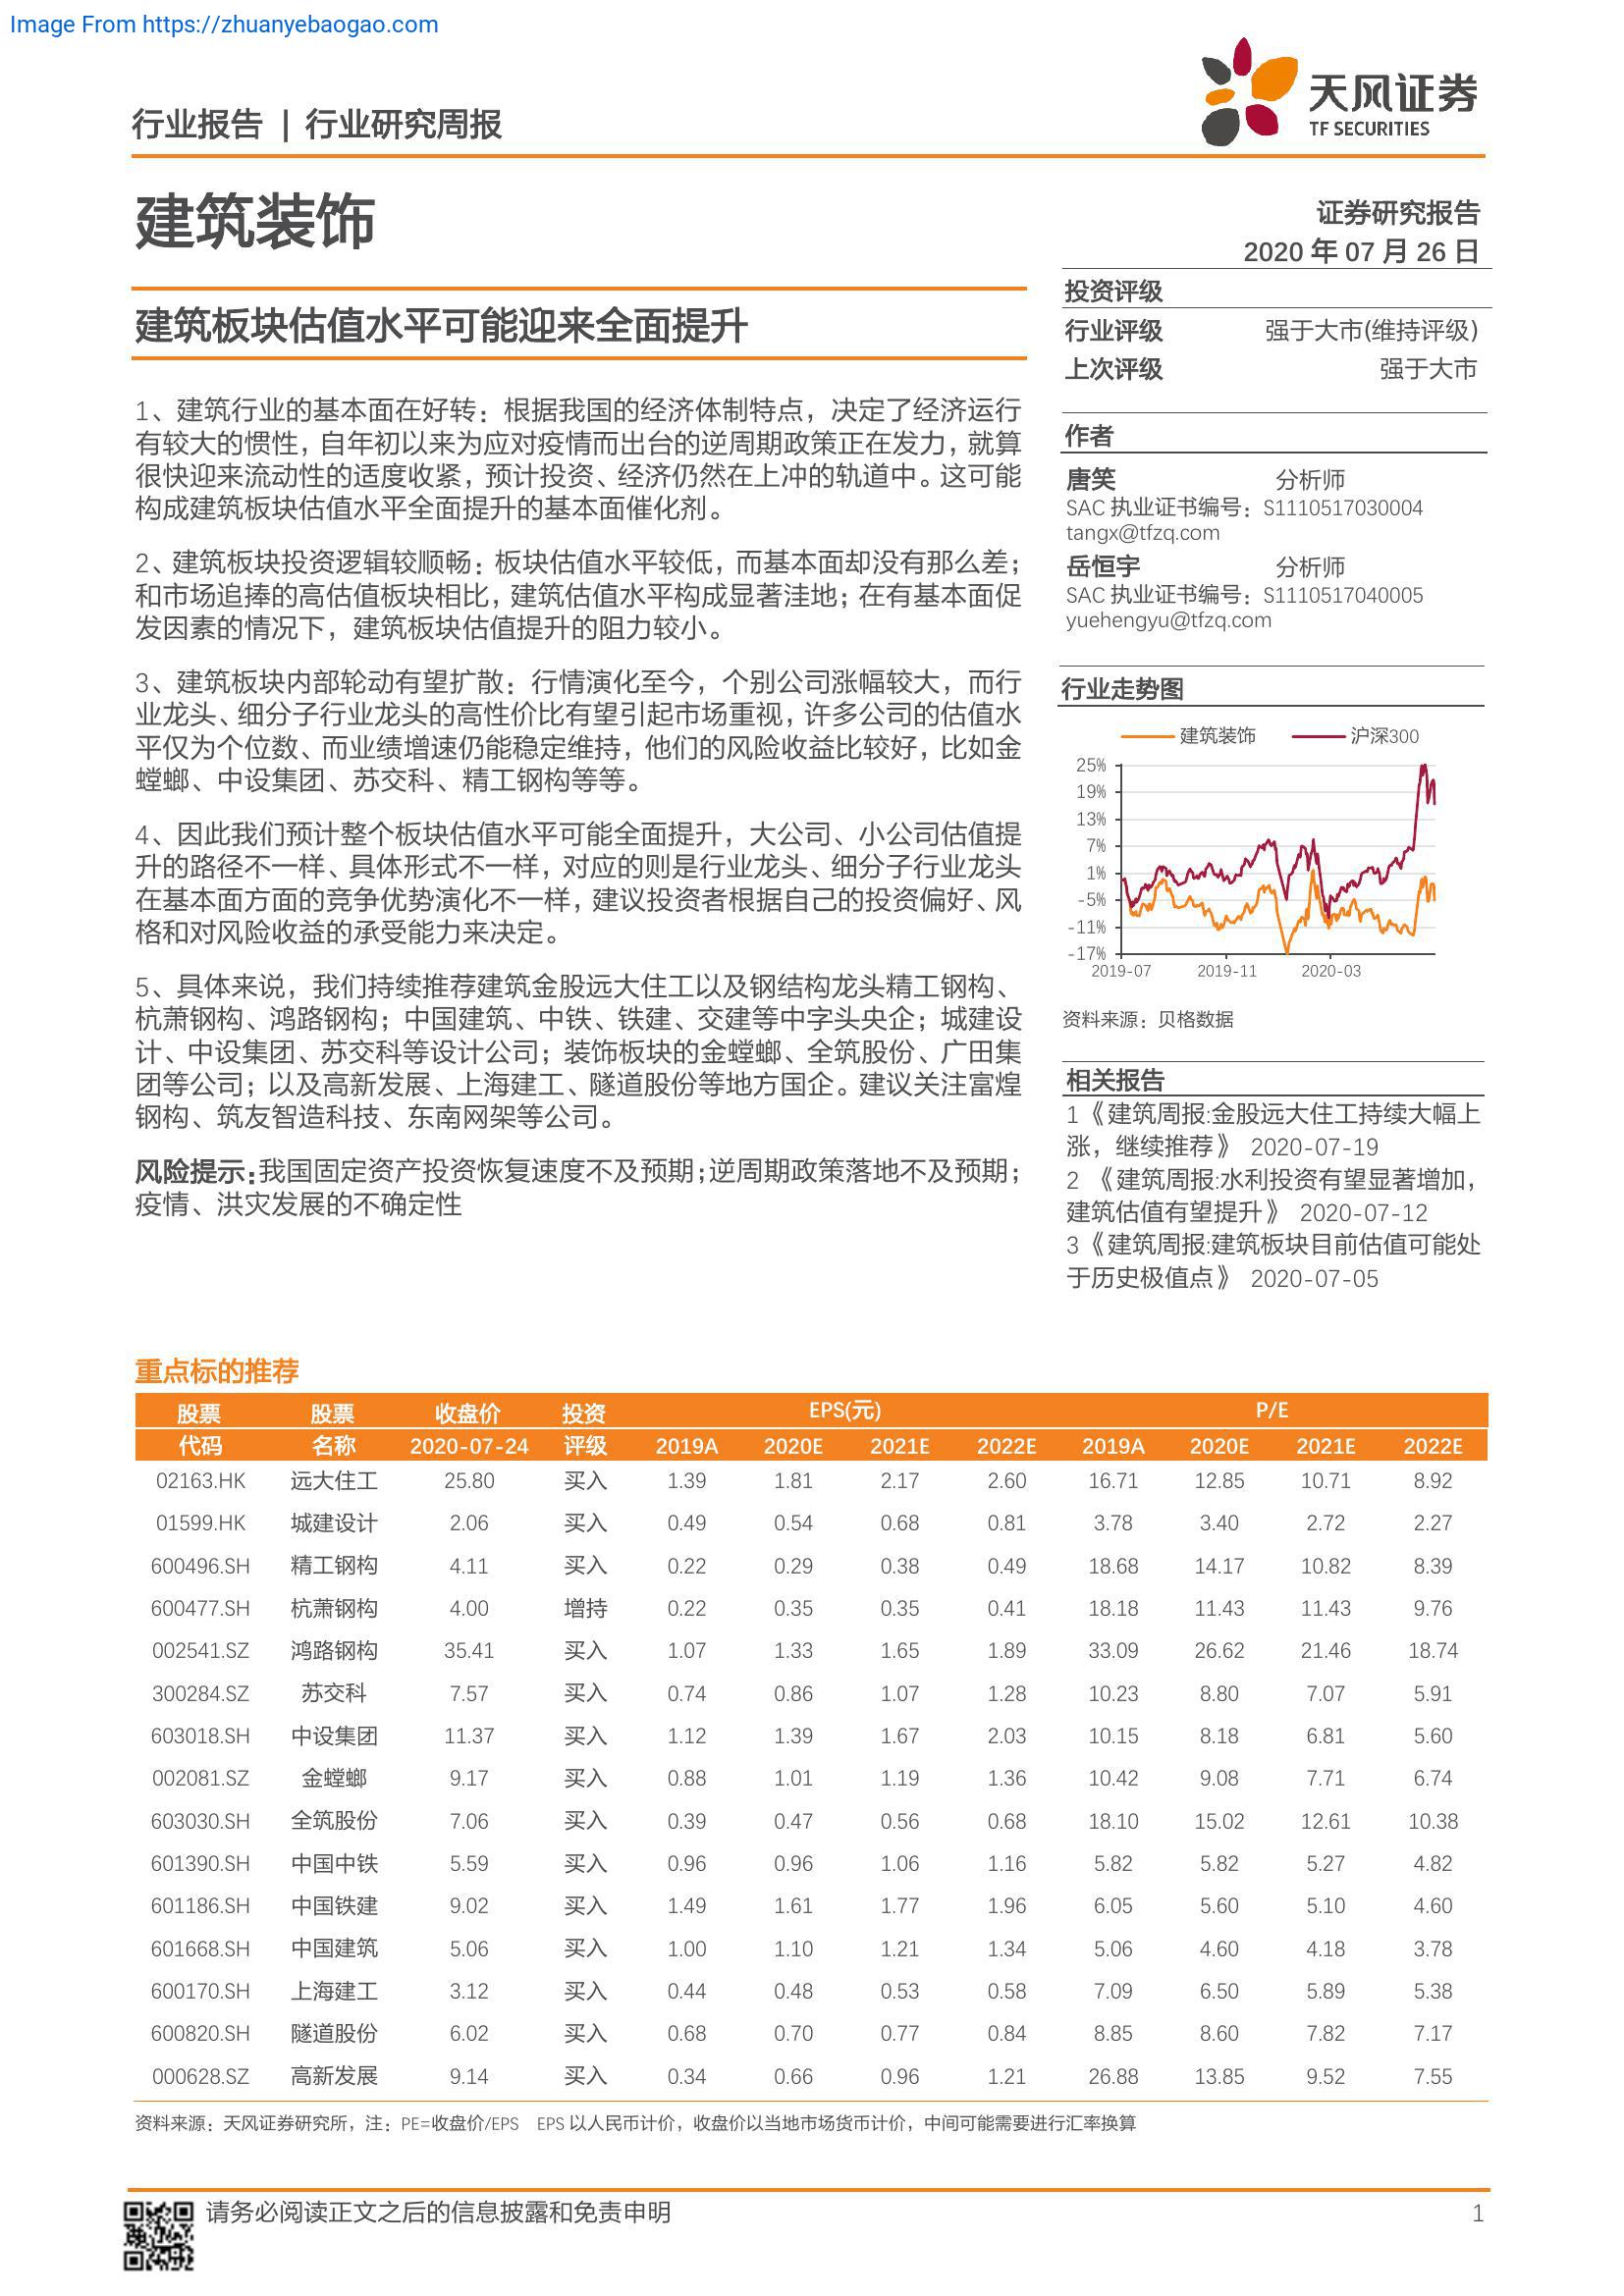 Image From https://zhuanyebaogao.com
天风证券
TF SECURITIES
行业报告 | 行业研究周报
建筑装饰
证券研究报告
2020 年 07 月 26 日
建筑板块估值水平可能迎来全面提升
1、建筑行业的基本面在好转：根据我国的经济体制特点，决定了经济运行
有较大的惯性，自年初以来为应对疫情而出台的逆周期政策正在发力，就算
很快迎来流动性的适度收紧，预计投资、经济仍然在上冲的轨道中。这可能
构成建筑板块估值水平全面提升的基本面催化剂。
2、建筑板块投资逻辑较顺畅：板块估值水平较低，而基本面却没有那么差；
和市场追捧的高估值板块相比，建筑估值水平构成显著洼地；在有基本面促
发因素的情况下，建筑板块估值提升的阻力较小。
3、建筑板块内部轮动有望扩散：行情演化至今，个别公司涨幅较大，而行
业龙头、细分子行业龙头的高性价比有望引起市场重视，许多公司的估值水
平仅为个位数、而业绩增速仍能稳定维持，他们的风险收益比较好，比如金
螳螂、中设集团、苏交科、精工钢构等等。
4、因此我们预计整个板块估值水平可能全面提升，大公司、小公司估值提
升的路径不一样、具体形式不一样，对应的则是行业龙头、细分子行业龙头
在基本面方面的竞争优势演化不一样，建议投资者根据自己的投资偏好、风
格和对风险收益的承受能力来决定。
5、具体来说，我们持续推荐建筑金股远大住工以及钢结构龙头精工钢构、
杭萧钢构、鸿路钢构；中国建筑、中铁、铁建、交建等中字头央企；城建设
计、中设集团、苏交科等设计公司；装饰板块的金螳螂、全筑股份、广田集
团等公司；以及高新发展、上海建工、隧道股份等地方国企。建议关注富煌
钢构、筑友智造科技、东南网架等公司。
风险提示：我国固定资产投资恢复速度不及预期；逆周期政策落地不及预期；
疫情、洪灾发展的不确定性
投资评级
行业评级 强于大市(维持评级)
上次评级 强于大市
作者
唐笑 分析师
SAC 执业证书编号：S1110517030004
tangx@tfzq.com
岳恒宇 分析师
SAC 执业证书编号：S1110517040005
yuehengyu@tfzq.com
行业走势图
建筑装饰 沪深300
25%
19%
13%
7%
1%
-5%
-11%
-17%
2019-07 2019-11 2020-03
资料来源：贝格数据
相关报告
1《建筑周报:金股远大住工持续大幅上
涨，继续推荐》 2020-07-19
2 《建筑周报:水利投资有望显著增加，
建筑估值有望提升》 2020-07-12
3《建筑周报:建筑板块目前估值可能处
于历史极值点》 2020-07-05
重点标的推荐
股票 股票 收盘价 投资 EPS(元) P/E
代码 名称 2020-07-24 评级 2019A 2020E 2021E 2022E 2019A 2020E 2021E 2022E
02163.HK 远大住工 25.80 买入 1.39 1.81 2.17 2.60 16.71 12.85 10.71 8.92
01599.HK 城建设计 2.06 买入 0.49 0.54 0.68 0.81 3.78 3.40 2.72 2.27
600496.SH 精工钢构 4.11 买入 0.22 0.29 0.38 0.49 18.68 14.17 10.82 8.39
600477.SH 杭萧钢构 4.00 增持 0.22 0.35 0.35 0.41 18.18 11.43 11.43 9.76
002541.SZ 鸿路钢构 35.41 买入 1.07 1.33 1.65 1.89 33.09 26.62 21.46 18.74
300284.SZ 苏交科 7.57 买入 0.74 0.86 1.07 1.28 10.23 8.80 7.07 5.91
603018.SH 中设集团 11.37 买入 1.12 1.39 1.67 2.03 10.15 8.18 6.81 5.60
002081.SZ 金螳螂 9.17 买入 0.88 1.01 1.19 1.36 10.42 9.08 7.71 6.74
603030.SH 全筑股份 7.06 买入 0.39 0.47 0.56 0.68 18.10 15.02 12.61 10.38
601390.SH 中国中铁 5.59 买入 0.96 0.96 1.06 1.16 5.82 5.82 5.27 4.82
601186.SH 中国铁建 9.02 买入 1.49 1.61 1.77 1.96 6.05 5.60 5.10 4.60
601668.SH 中国建筑 5.06 买入 1.00 1.10 1.21 1.34 5.06 4.60 4.18 3.78
600170.SH 上海建工 3.12 买入 0.44 0.48 0.53 0.58 7.09 6.50 5.89 5.38
600820.SH 隧道股份 6.02 买入 0.68 0.70 0.77 0.84 8.85 8.60 7.82 7.17
000628.SZ 高新发展 9.14 买入 0.34 0.66 0.96 1.21 26.88 13.85 9.52 7.55
资料来源：天风证券研究所，注：PE=收盘价/EPS EPS 以人民币计价，收盘价以当地市场货币计价，中间可能需要进行汇率换算
请务必阅读正文之后的信息披露和免责申明 1